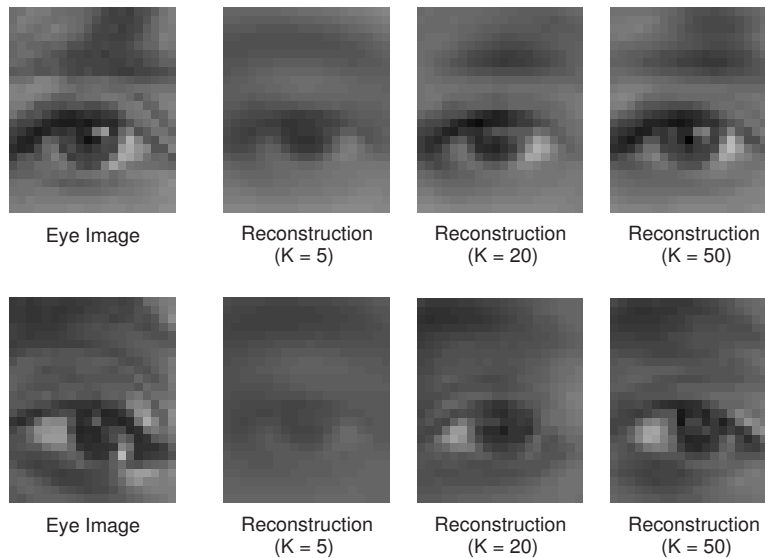 Eye Image
Reconstruction
(K = 5)
Reconstruction
(K = 20)
Reconstruction
(K = 50)
Eye Image
Reconstruction
(K = 5)
Reconstruction
(K = 20)
Reconstruction
(K = 50)